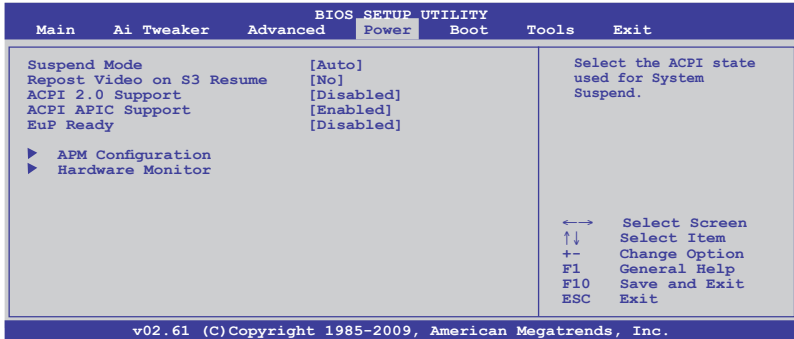 BIOS SETUP UTILITY
Main Ai Tweaker Advanced Power Boot Tools Exit
Suspend Mode [Auto]
Repost Video on S3 Resume [No]
ACPI 2.0 Support [Disabled]
ACPI APIC Support [Enabled]
EuP Ready [Disabled]
▶ APM Configuration
▶ Hardware Monitor
Select the ACPI state
used for System
Suspend.
←→ Select Screen
↑↓ Select Item
+- Change Option
F1 General Help
F10 Save and Exit
ESC Exit
v02.61 (C)Copyright 1985-2009, American Megatrends, Inc.